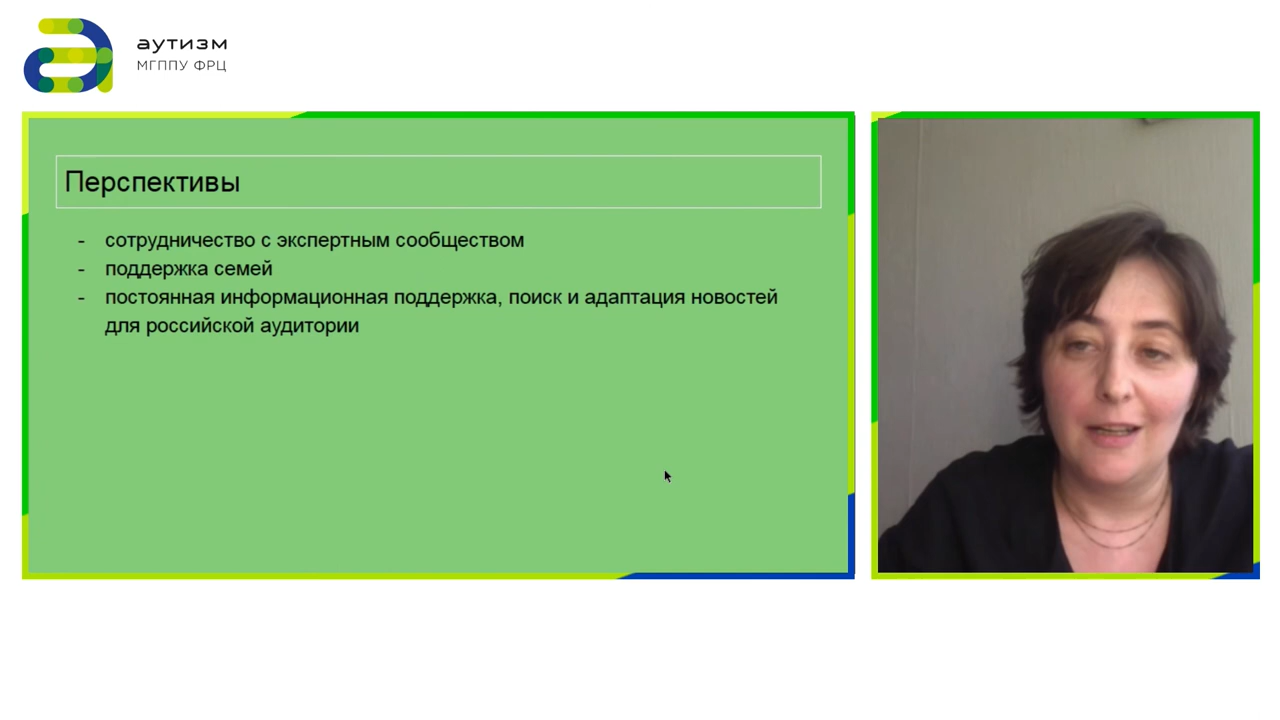 аутизм
МГППУ ФРЦ
Перспективы
- сотрудничество с экспертным сообществом
- поддержка семей
- постоянная информационная поддержка, поиск и адаптация новостей
для российской аудитории